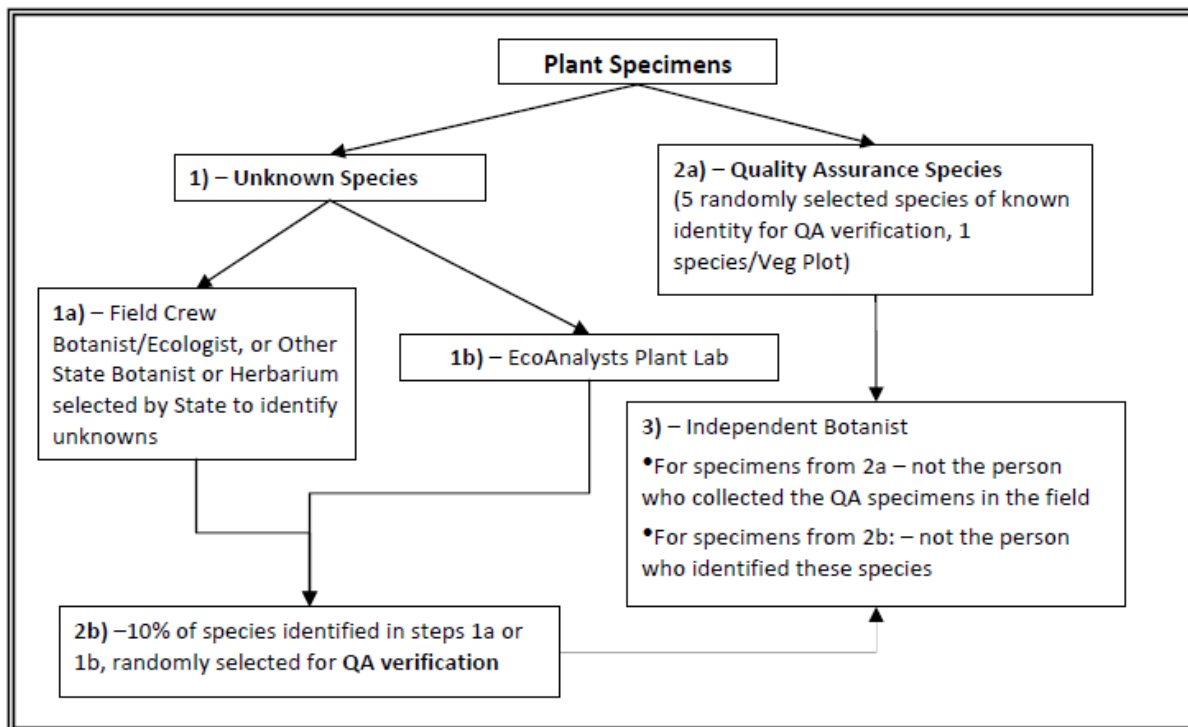 Plant Specimens
1) – Unknown Species
2a) – Quality Assurance Species
(5 randomly selected species of known
identity for QA verification, 1
species/Veg Plot)
1a) – Field Crew
Botanist/Ecologist, or Other
State Botanist or Herbarium
selected by State to identify
unknowns
1b) – EcoAnalysts Plant Lab
3) – Independent Botanist
•For specimens from 2a – not the person
who collected the QA specimens in the field
•For specimens from 2b: – not the person
who identified these species
2b) –10% of species identified in steps 1a or
1b, randomly selected for QA verification